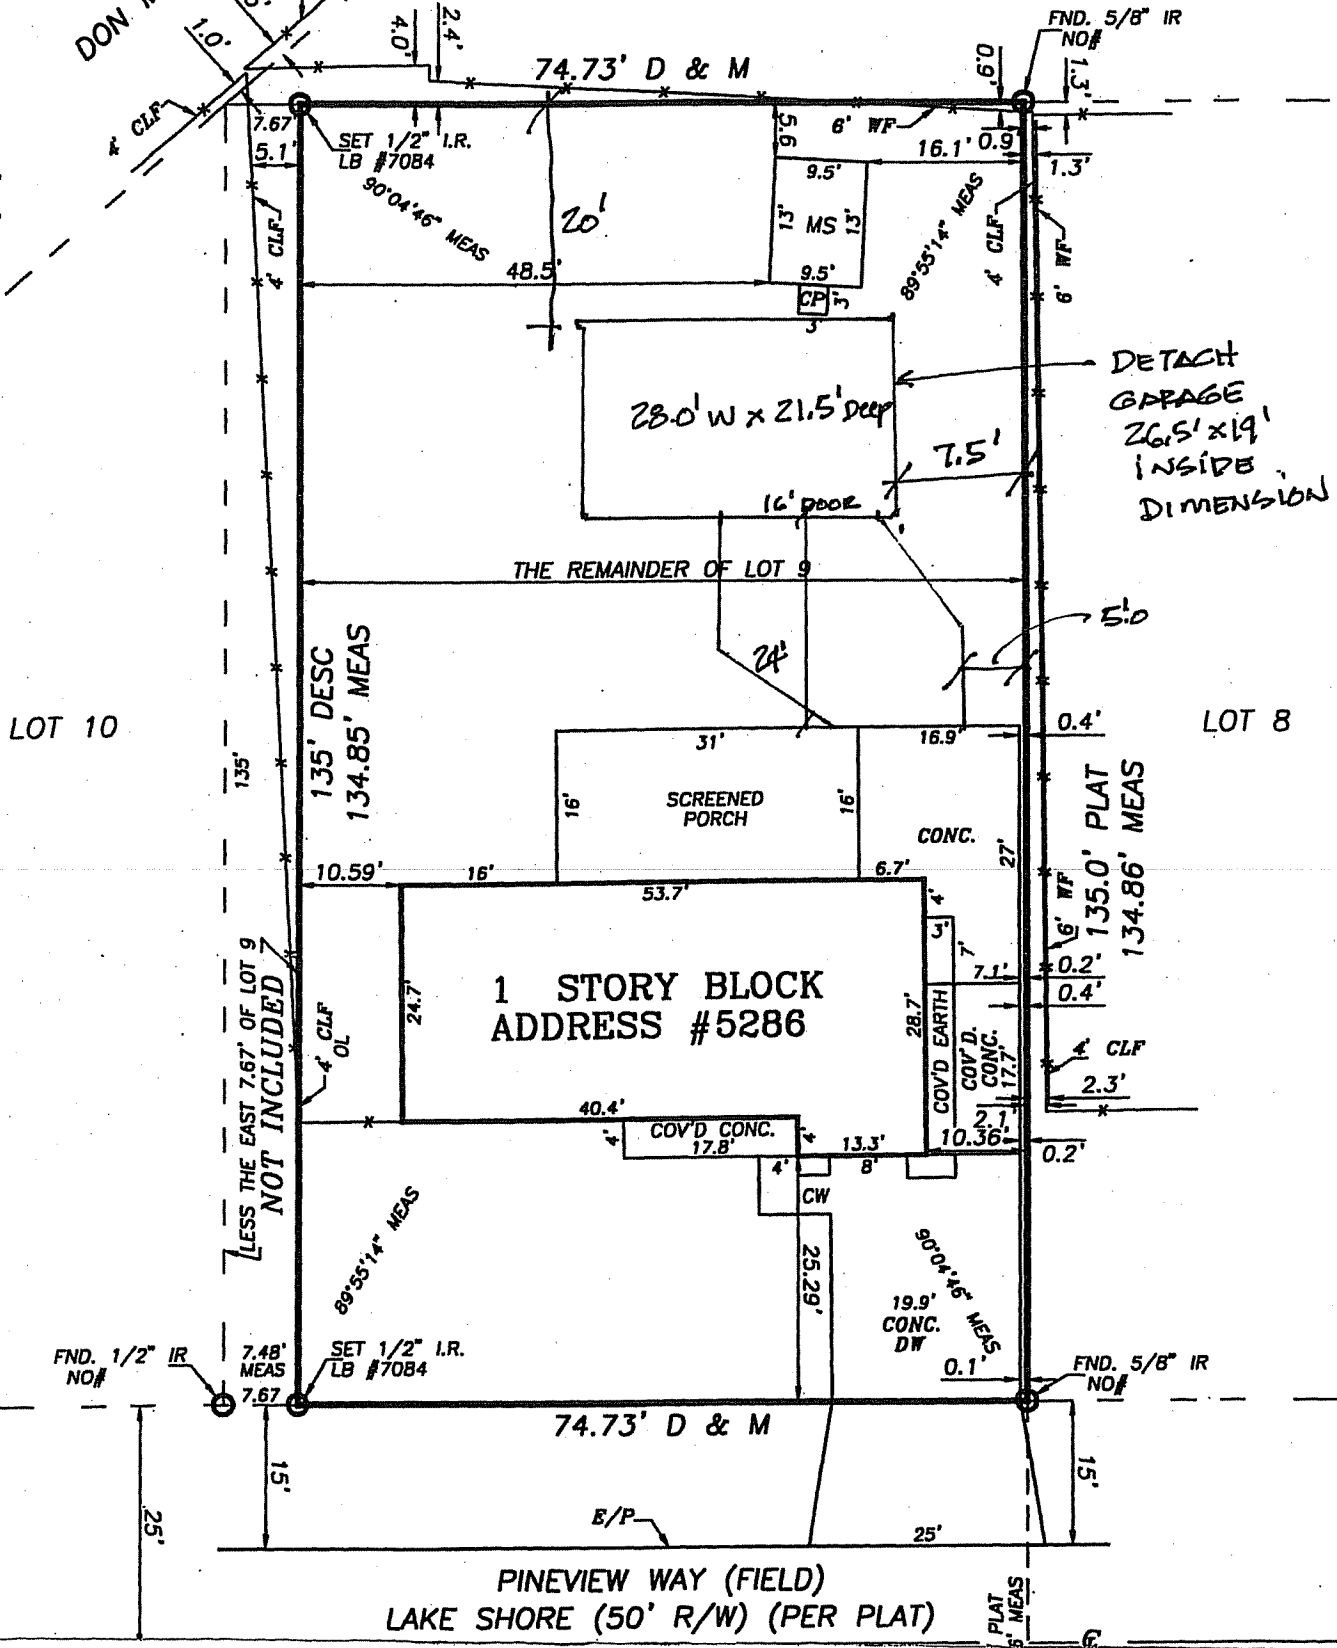 DON
1.0'
4.0'
2.4'
74.73' D & M
FND. 5/8" IR
NO#
0.9'
1.3'
4' CLF
7.67'
5.1'
SET 1/2" I.R.
LB #7084
90°04'46" MEAS
4' CLF
20'
5.6
6' WF
16.1'
0.9'
1.3'
9.5'
13'
MS
13'
9.5'
CP
3'
3'
89°55'14" MEAS
4' CLF
6' WF
48.5'
28.0' W x 21.5' Deep
16' DOOR
7.5'
DETACH
GARAGE
26.5' x 19'
INSIDE
DIMENSION
THE REMAINDER OF LOT 9
24'
5.0
LOT 10
135'
135' DESC
134.85' MEAS
31'
16.9'
0.4'
LOT 8
16'
SCREENED
PORCH
16'
CONC.
27'
135.0' PLAT
134.86' MEAS
6' WF
10.59'
16'
53.7'
6.7'
4'
3'
7'
7.1'
0.2'
0.4'
1 STORY BLOCK
ADDRESS #5286
24.7'
28.7'
COV'D EARTH
COV'D.
CONC.
17.7'
4' CLF
2.3'
2.1'
10.36'
0.2'
LESS THE EAST 7.67' OF LOT 9
NOT INCLUDED
4' CLF
OL
40.4'
COV'D CONC.
17.8'
4'
4'
13.3'
4'
8'
CW
25.29'
89°55'14" MEAS
90°04'46" MEAS
19.9'
CONC.
DW
0.1'
FND. 1/2" IR
NO#
7.48'
MEAS
7.67
SET 1/2" I.R.
LB #7084
FND. 5/8" IR
NO#
74.73' D & M
15'
25'
15'
E/P
25'
PINEVIEW WAY (FIELD)
LAKE SHORE (50' R/W) (PER PLAT)
PLAT
MEAS